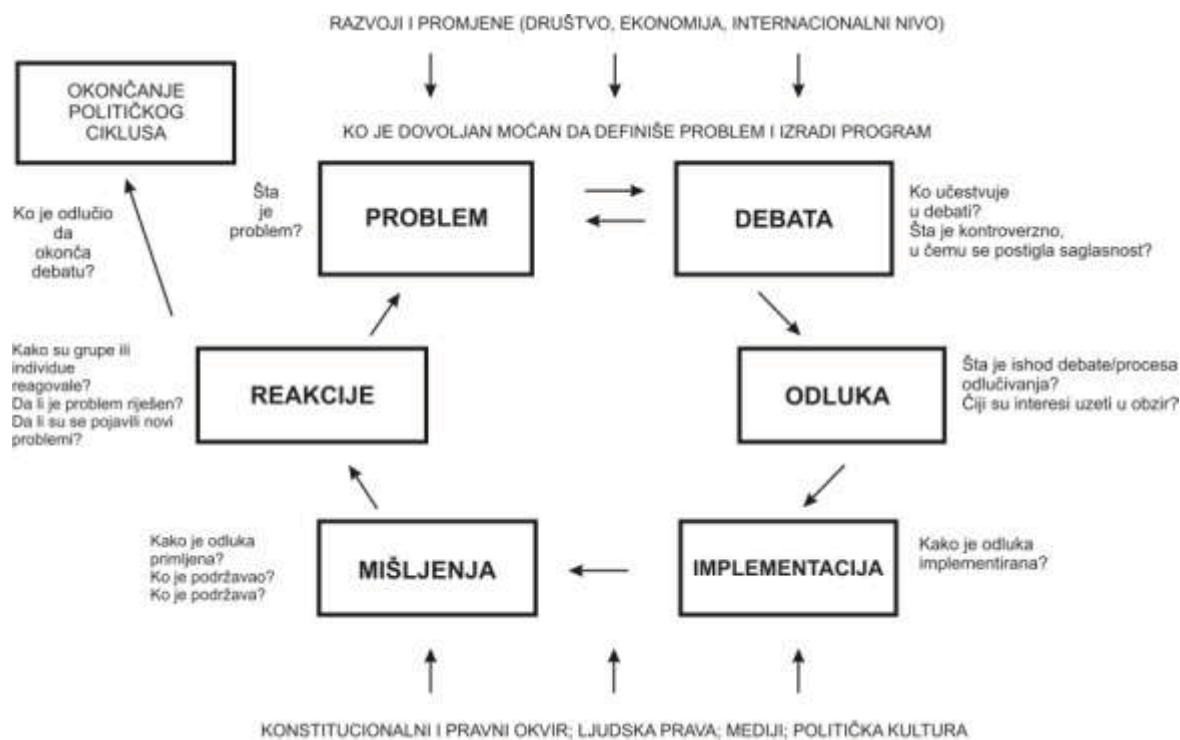 RAZVOJI I PROMJENE (DRUŠTVO, EKONOMIJA, INTERNACIONALNI NIVO)
OKONČANJE
POLITIČKOG
CIKLUSA
KO JE DOVOLJAN MOĆAN DA DEFINIŠE PROBLEM I IZRADI PROGRAM
Šta
je
problem?
PROBLEM
DEBATA
Ko učestvuje
u debati?
Šta je kontroverzno,
u čemu se postigla saglasnost?
Ko je odlučio
da
okonča
debatu?
Kako su grupe ili
individue
reagovale?
Da li je problem riješen?
Da li su se pojavili novi
problemi?
REAKCIJE
ODLUKA
Šta je ishod debate/procesa
odlučivanja?
Čiji su interesi uzeti u obzir?
Kako je odluka
primljena?
Ko je podržavao?
Ko je podržava?
MIŠLJENJA
IMPLEMENTACIJA
Kako je odluka
implementirana?
KONSTITUCIONALNI I PRAVNI OKVIR; LJUDSKA PRAVA; MEDIJI; POLITIČKA KULTURA